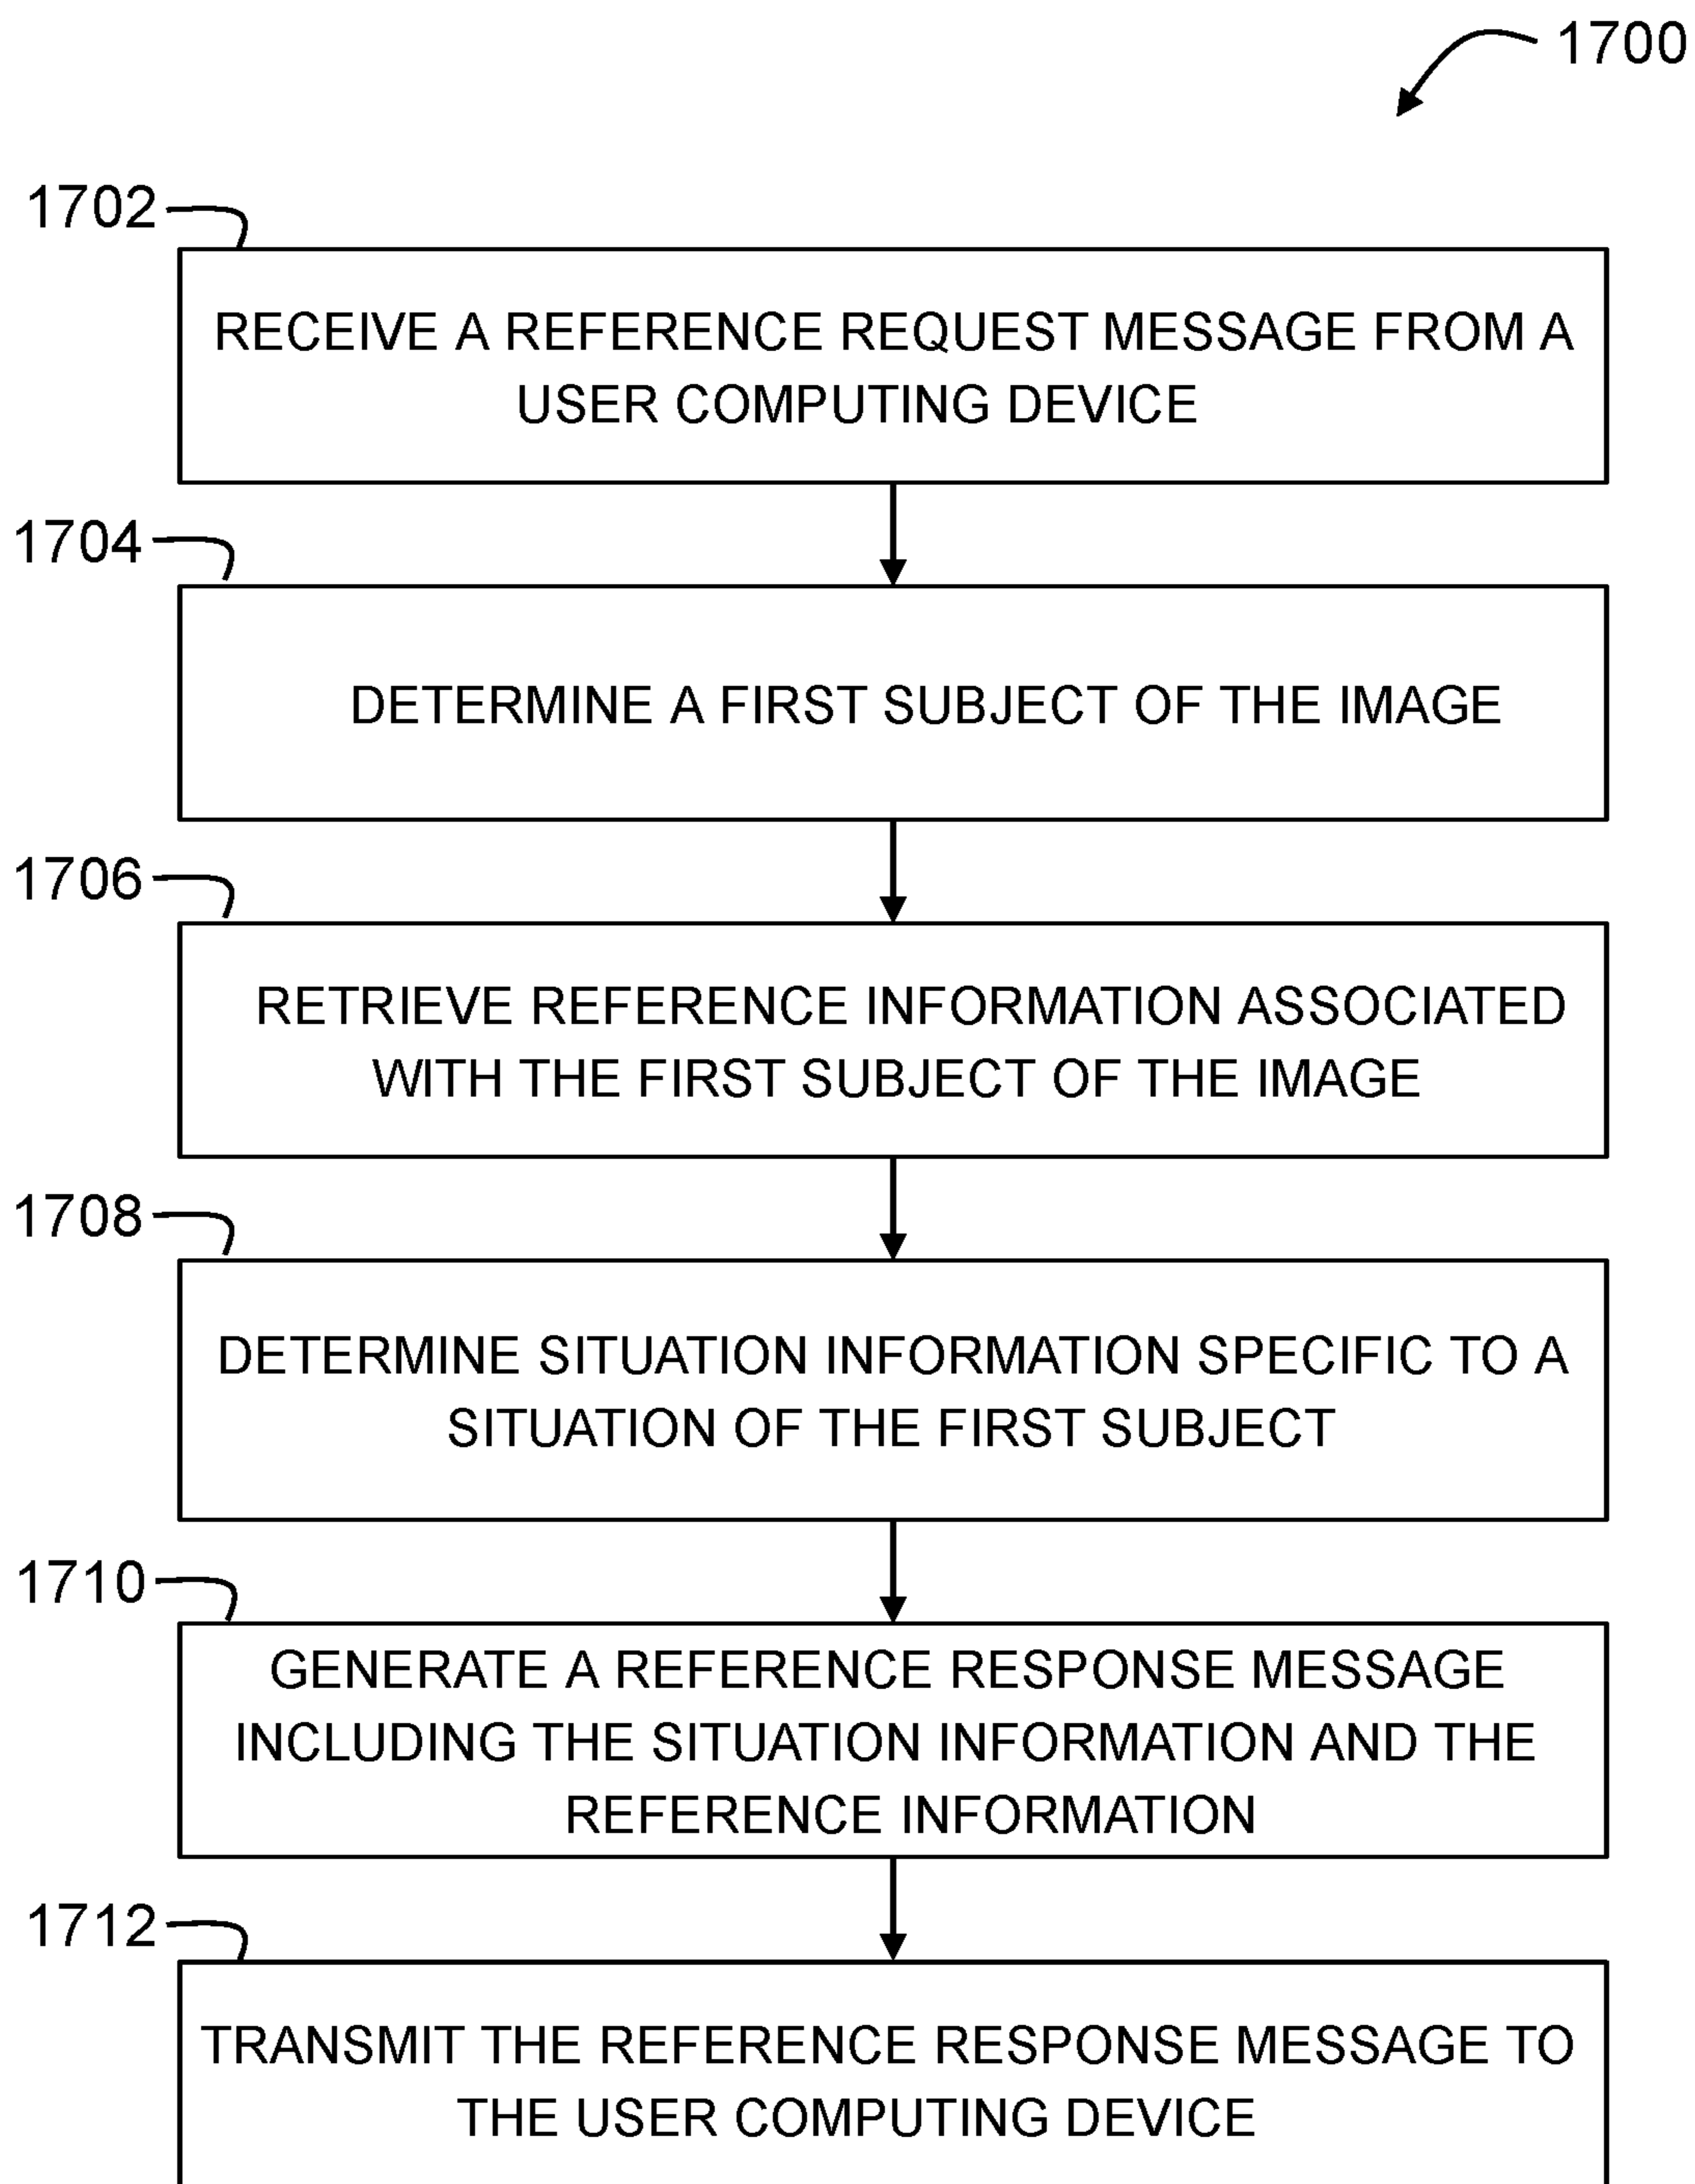 1700
1702
RECEIVE A REFERENCE REQUEST MESSAGE FROM A
USER COMPUTING DEVICE
1704
DETERMINE A FIRST SUBJECT OF THE IMAGE
1706
RETRIEVE REFERENCE INFORMATION ASSOCIATED
WITH THE FIRST SUBJECT OF THE IMAGE
1708
DETERMINE SITUATION INFORMATION SPECIFIC TO A
SITUATION OF THE FIRST SUBJECT
1710
GENERATE A REFERENCE RESPONSE MESSAGE
INCLUDING THE SITUATION INFORMATION AND THE
REFERENCE INFORMATION
1712
TRANSMIT THE REFERENCE RESPONSE MESSAGE TO
THE USER COMPUTING DEVICE